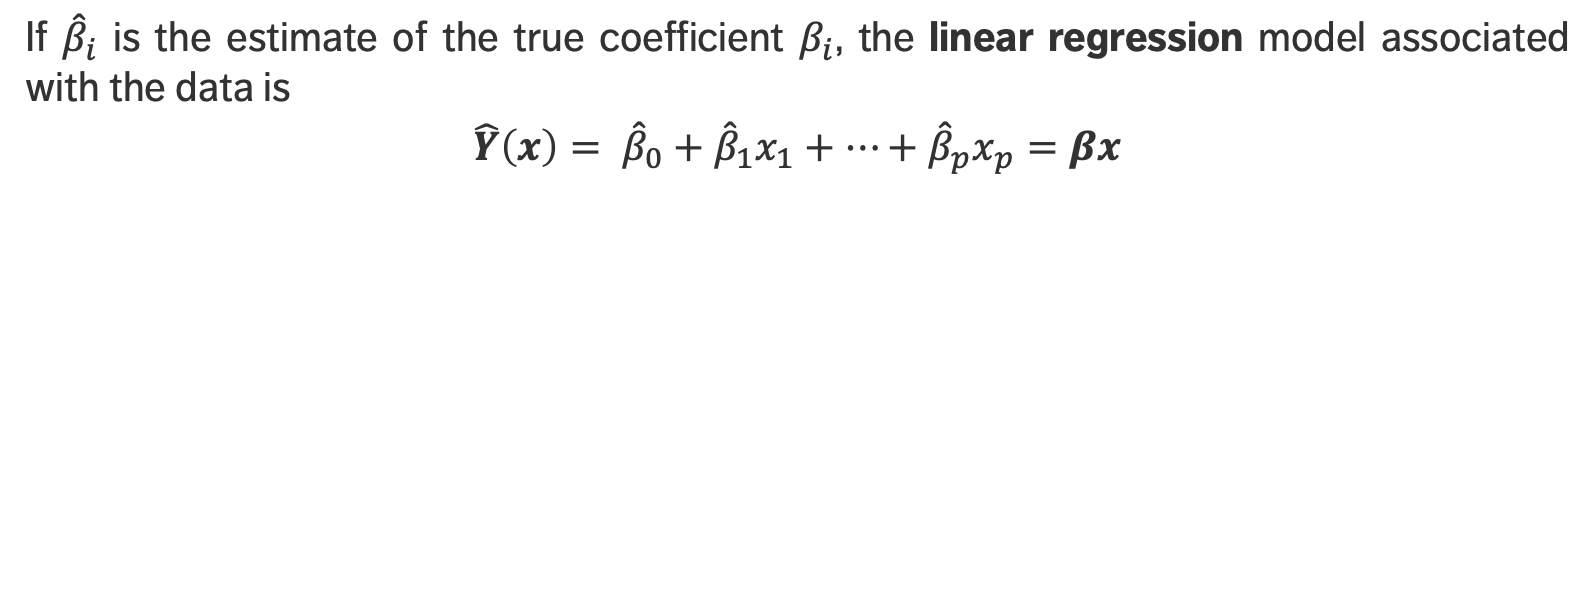 If β̂ᵢ is the estimate of the true coefficient βᵢ, the linear regression model associated
with the data is
Ŷ(x) = β̂₀ + β̂₁x₁ + ⋯ + β̂ₚxₚ = βx